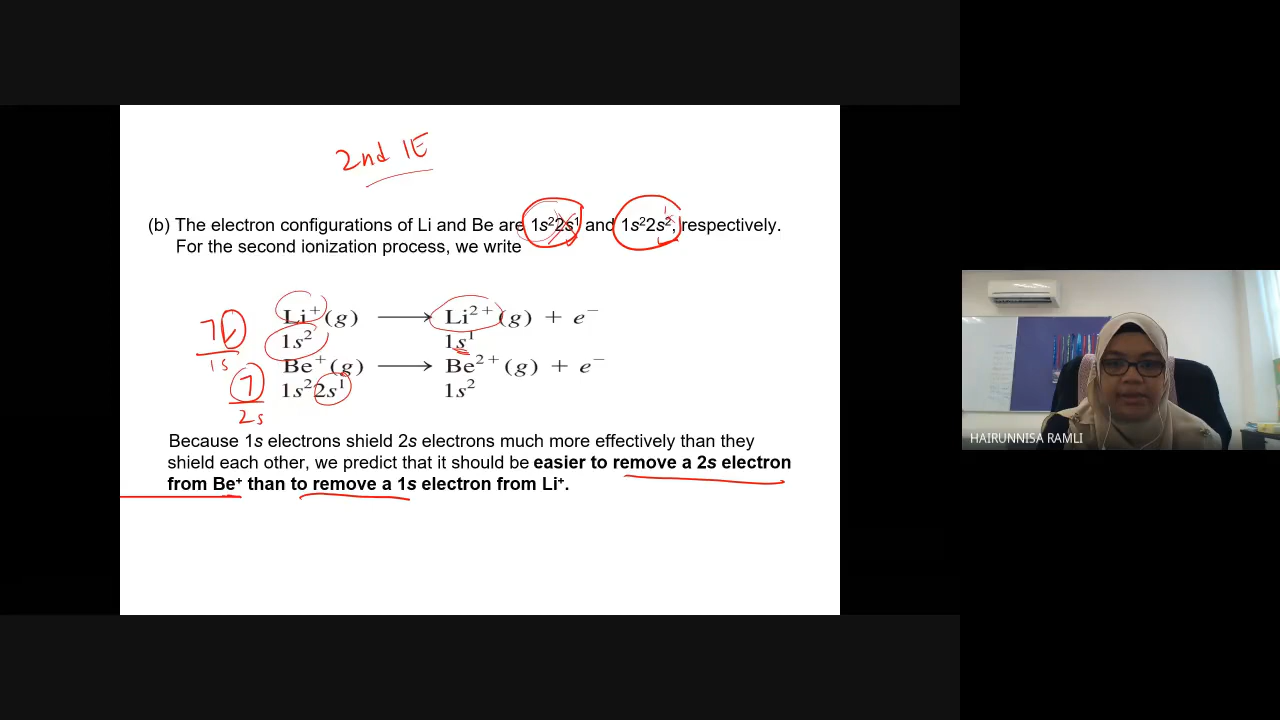 2nd IE
(b) The electron configurations of Li and Be are 1s²2s¹ and 1s²2s², respectively.
For the second ionization process, we write
Li⁺(g) ⟶ Li²⁺(g) + e⁻
1s² 1s¹
1s
Be⁺(g) ⟶ Be²⁺(g) + e⁻
7
1s²2s¹ 1s²
2s
Because 1s electrons shield 2s electrons much more effectively than they
shield each other, we predict that it should be easier to remove a 2s electron
from Be⁺ than to remove a 1s electron from Li⁺.
HAIRUNNISA RAMLI